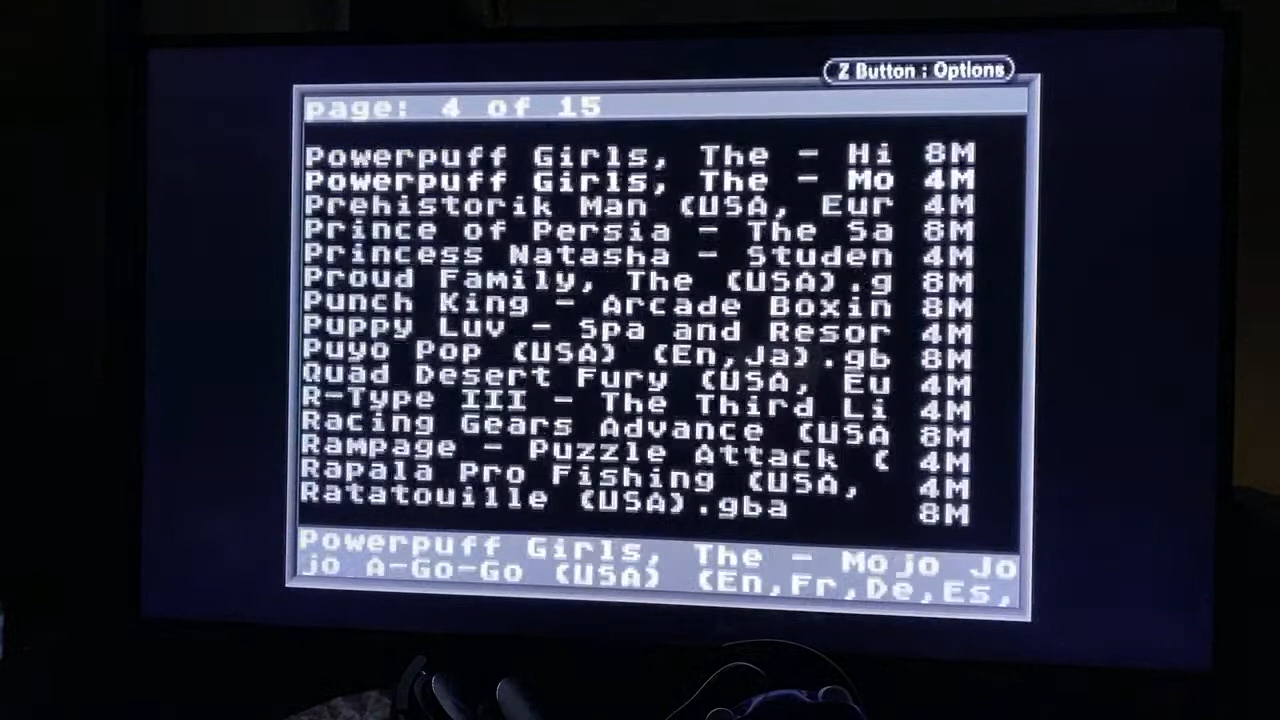 Z Button : Options
page: 4 of 15
Powerpuff Girls, The - Hi 8M
Powerpuff Girls, The - Mo 4M
Prehistorik Man (USA, Eur 4M
Prince of Persia - The Sa 8M
Princess Natasha - Studen 4M
Proud Family, The (USA).g 8M
Punch King - Arcade Boxin 8M
Puppy Luv - Spa and Resor 4M
Puyo Pop (USA) (En,Ja).gb 8M
Quad Desert Fury (USA, Eu 4M
R-Type III - The Third Li 4M
Racing Gears Advance (USA 8M
Rampage - Puzzle Attack ( 4M
Rapala Pro Fishing (USA, 4M
Ratatouille (USA).gba 8M
Powerpuff Girls, The - Mojo Jo
jo A-Go-Go (USA) (En,Fr,De,Es,